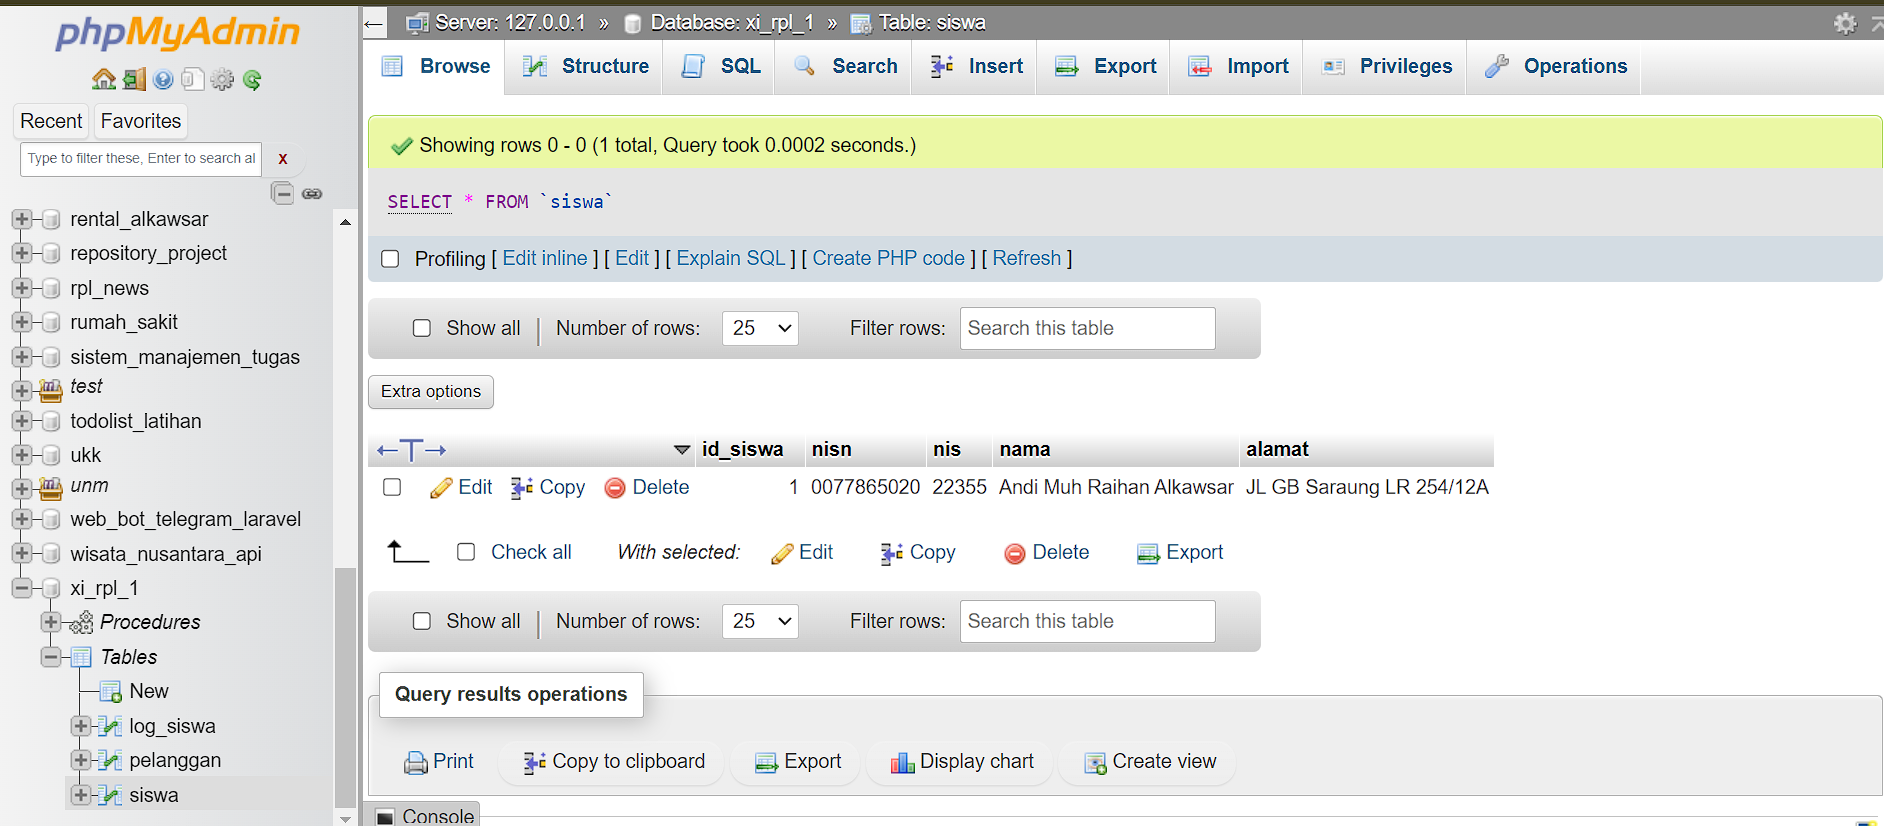 phpMyAdmin
Recent Favorites
Type to filter these, Enter to search al X
rental_alkawsar
repository_project
rpl_news
rumah_sakit
sistem_manajemen_tugas
test
todolist_latihan
ukk
unm
web_bot_telegram_laravel
wisata_nusantara_api
xi_rpl_1
Procedures
Tables
New
log_siswa
pelanggan
siswa
Server: 127.0.0.1 » Database: xi_rpl_1 » Table: siswa
Browse Structure SQL Search Insert Export Import Privileges Operations
Showing rows 0 - 0 (1 total, Query took 0.0002 seconds.)
SELECT * FROM `siswa`
Profiling [ Edit inline ] [ Edit ] [ Explain SQL ] [ Create PHP code ] [ Refresh ]
Show all Number of rows: 25 Filter rows: Search this table
Extra options
id_siswa nisn nis nama alamat
Edit Copy Delete 1 0077865020 22355 Andi Muh Raihan Alkawsar JL GB Saraung LR 254/12A
Check all With selected: Edit Copy Delete Export
Show all Number of rows: 25 Filter rows: Search this table
Query results operations
Print Copy to clipboard Export Display chart Create view
Console